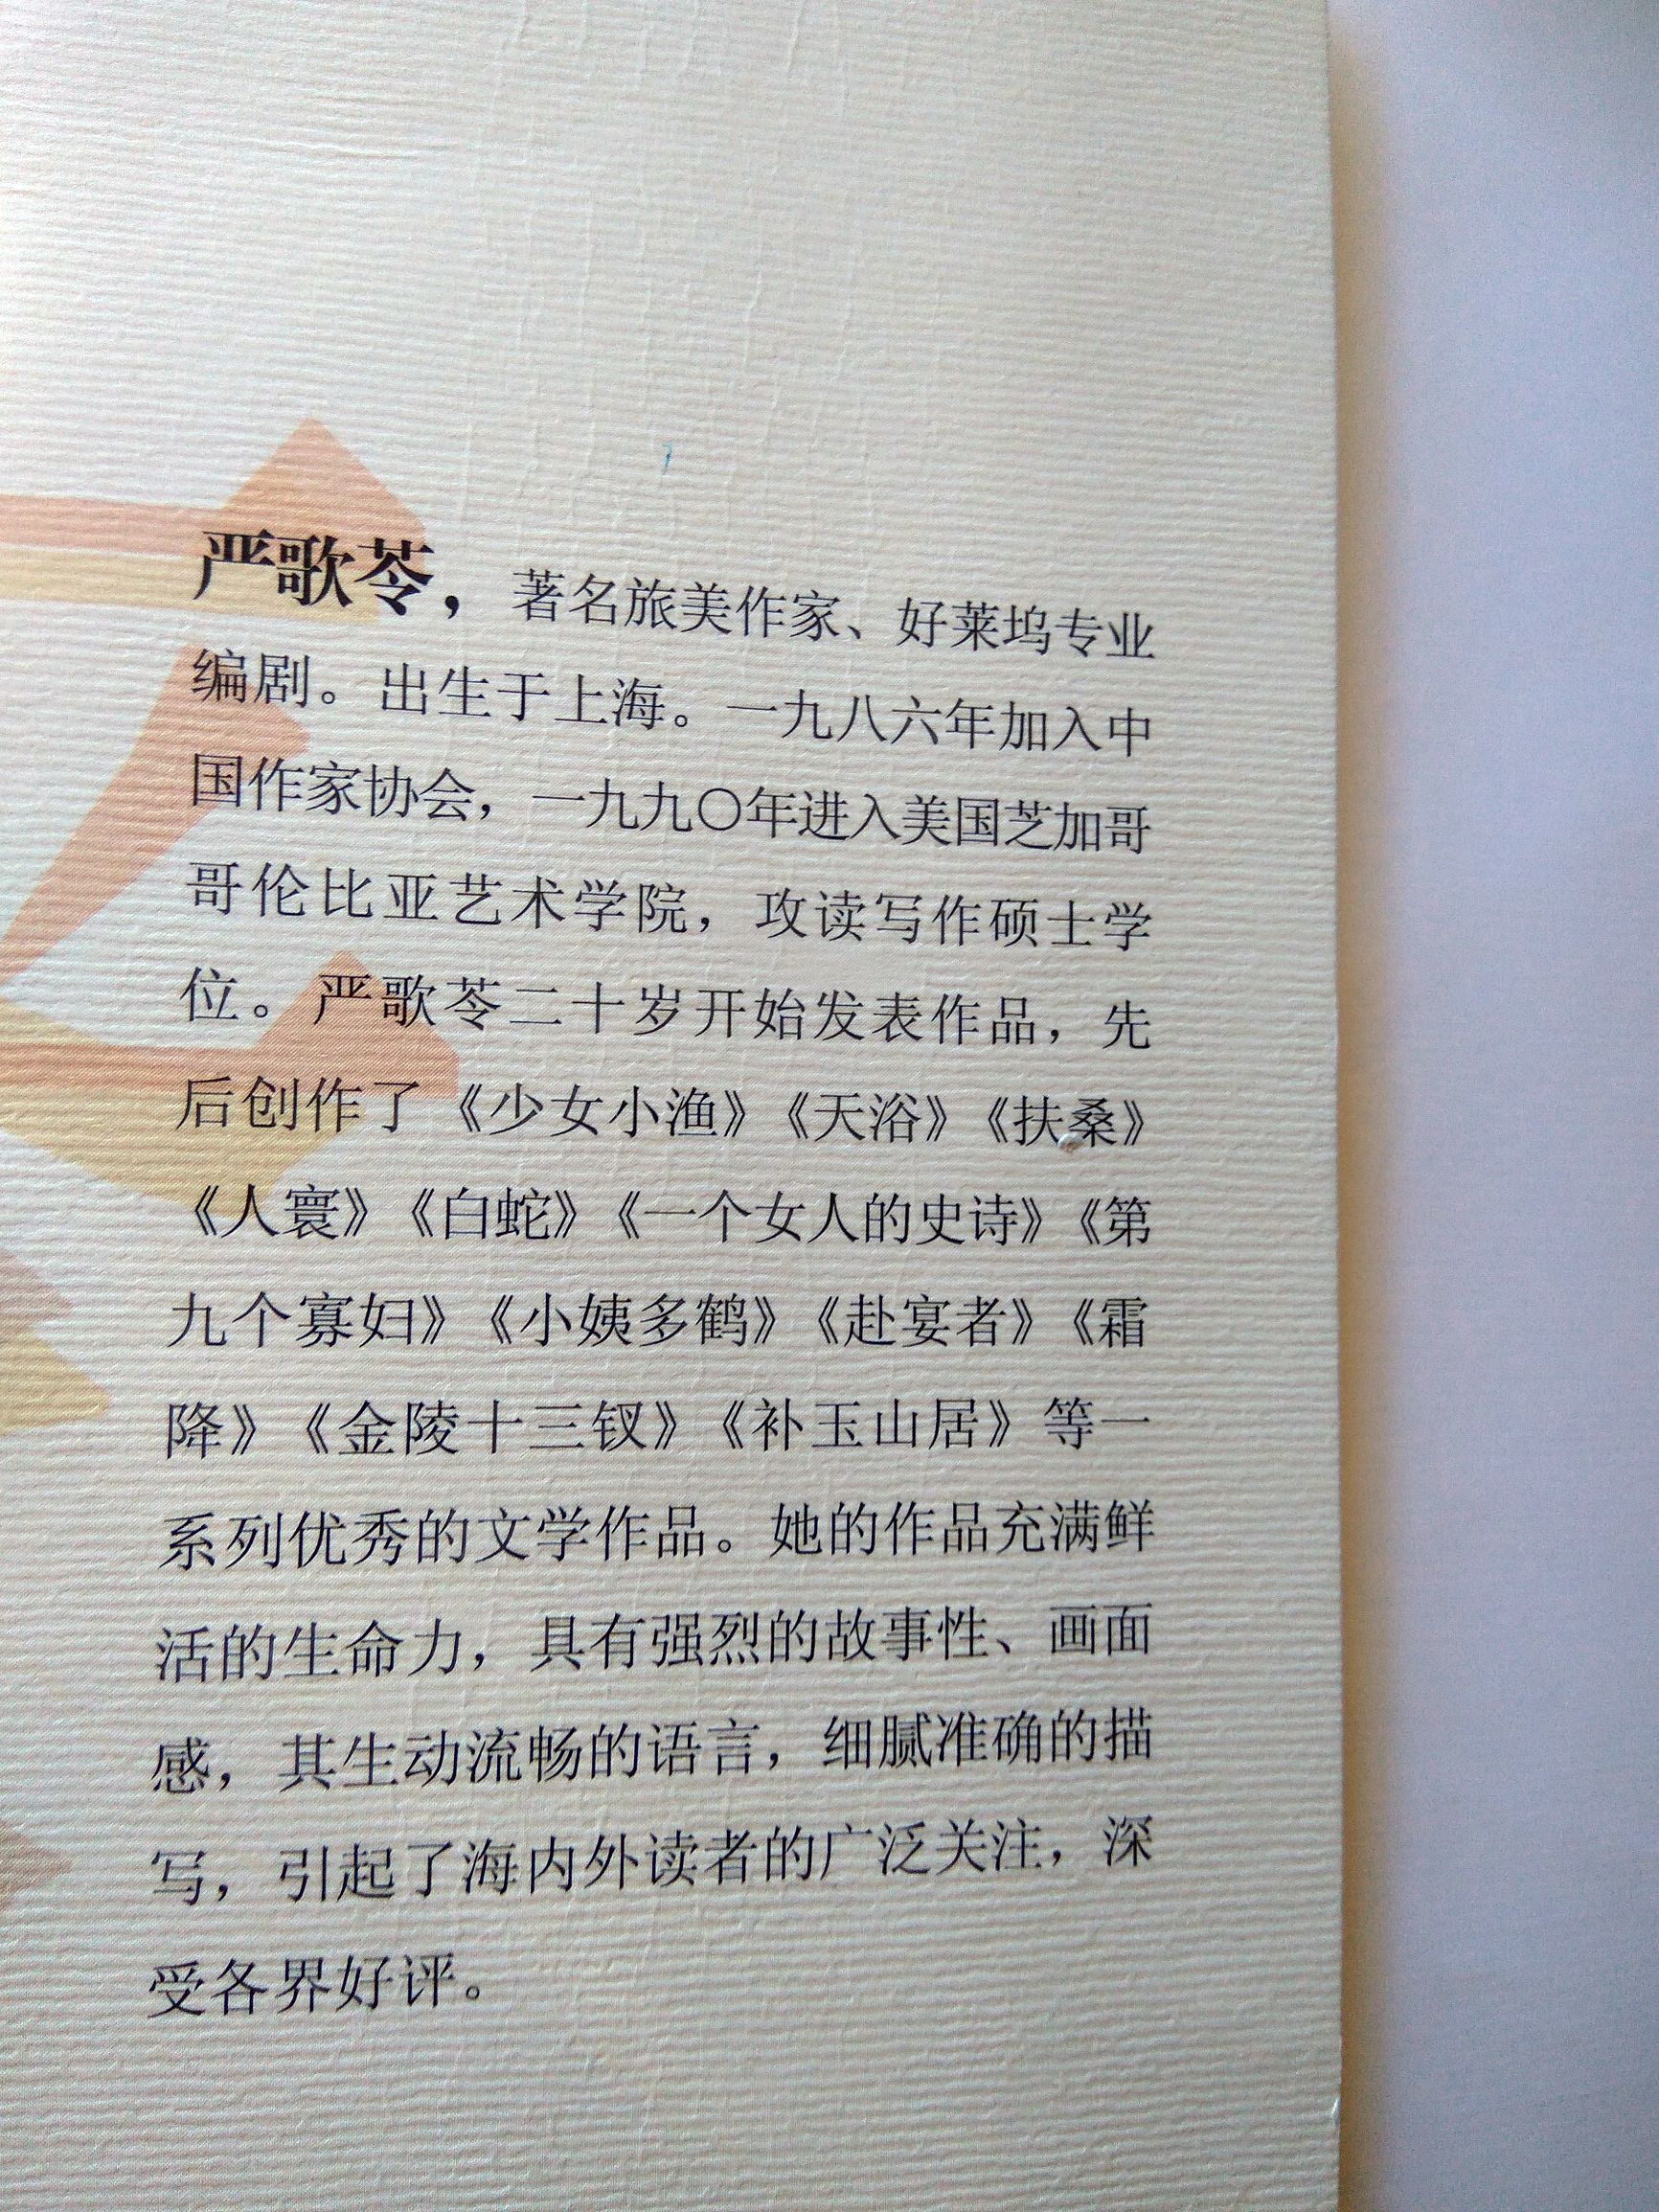 严歌苓，著名旅美作家、好莱坞专业
编剧。出生于上海。一九八六年加入中
国作家协会，一九九〇年进入美国芝加哥
哥伦比亚艺术学院，攻读写作硕士学
位。严歌苓二十岁开始发表作品，先
后创作了《少女小渔》《天浴》《扶桑》
《人寰》《白蛇》《一个女人的史诗》《第
九个寡妇》《小姨多鹤》《赴宴者》《霜
降》《金陵十三钗》《补玉山居》等一
系列优秀的文学作品。她的作品充满鲜
活的生命力，具有强烈的故事性、画面
感，其生动流畅的语言，细腻准确的描
写，引起了海内外读者的广泛关注，深
受各界好评。